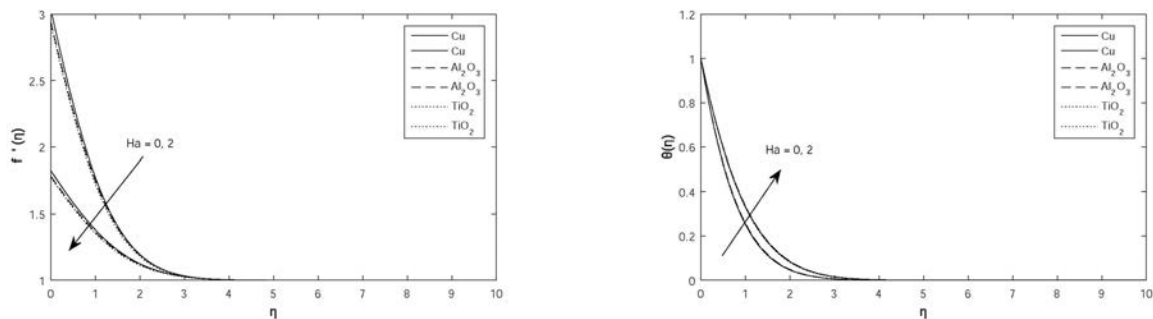 3
2.5
2
1.5
1
f ' (η)
0 1 2 3 4 5 6 7 8 9 10
η
Ha = 0, 2
Cu
Cu
Al₂O₃
Al₂O₃
TiO₂
TiO₂
1.2
1
0.8
0.6
0.4
0.2
0
θ(η)
0 1 2 3 4 5 6 7 8 9 10
η
Ha = 0, 2
Cu
Cu
Al₂O₃
Al₂O₃
TiO₂
TiO₂